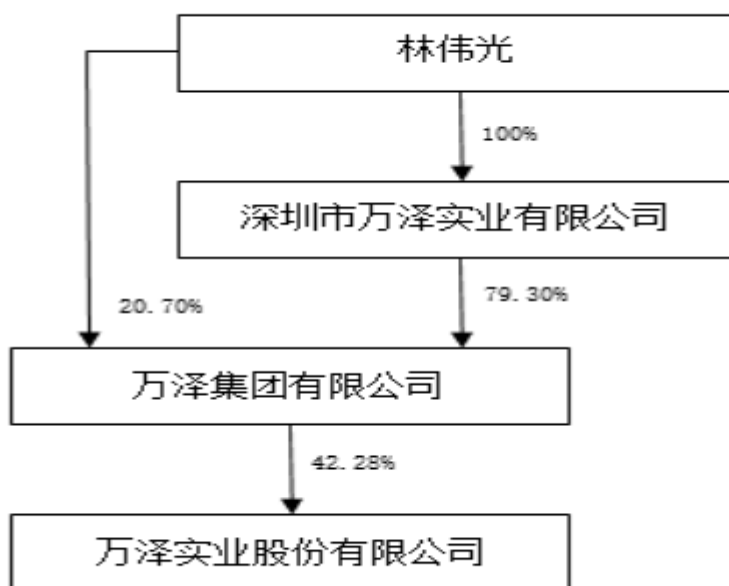 林伟光
100%
深圳市万泽实业有限公司
20.70%
79.30%
万泽集团有限公司
42.28%
万泽实业股份有限公司